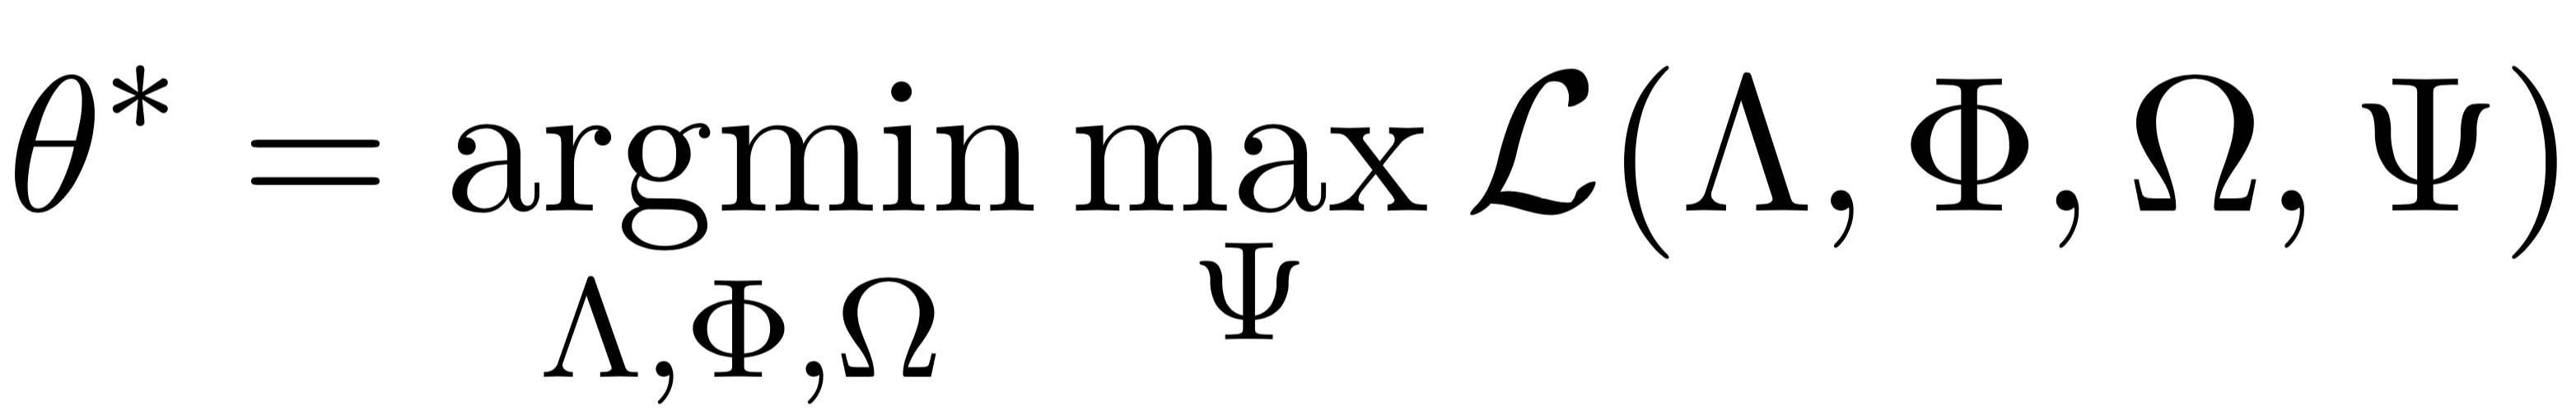 θ* = argmin max ℒ(Λ, Φ, Ω, Ψ)
Λ,Φ,Ω Ψ